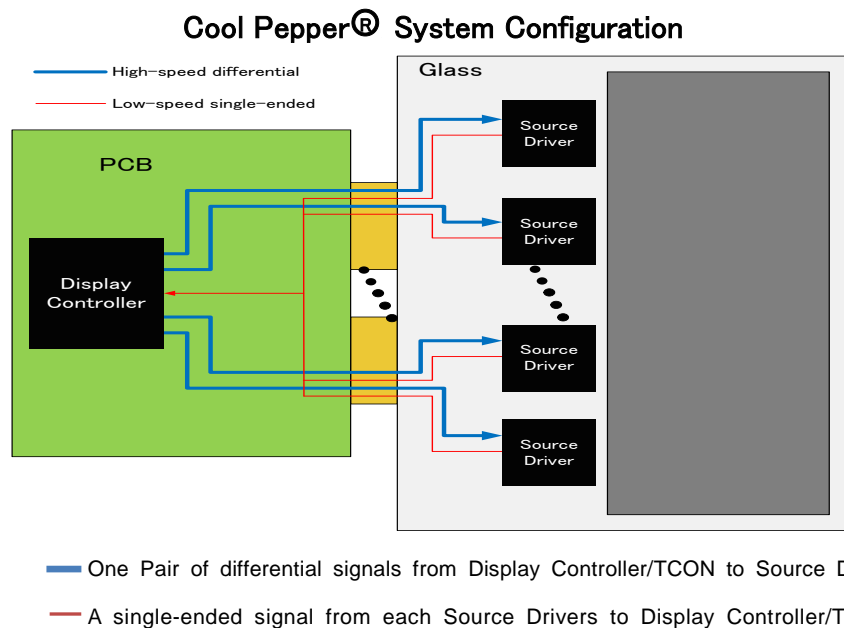 Cool Pepper® System Configuration
High-speed differential
Low-speed single-ended
Glass
PCB
Display
Controller
Source
Driver
Source
Driver
Source
Driver
Source
Driver
One Pair of differential signals from Display Controller/TCON to Source
A single-ended signal from each Source Drivers to Display